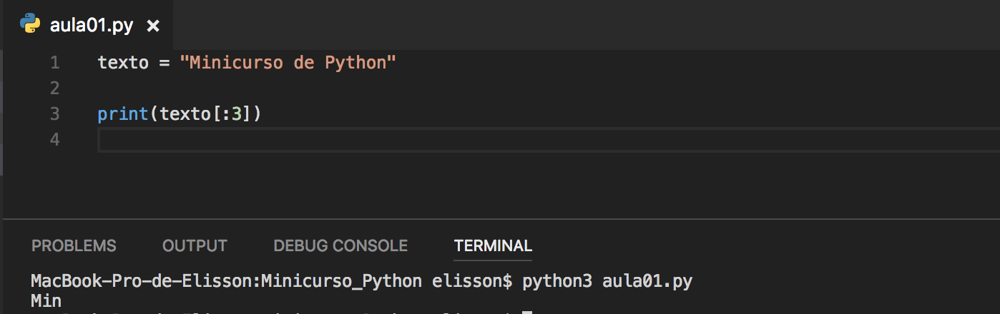 aula01.py ×
1 texto = "Minicurso de Python"
2
3 print(texto[:3])
4
PROBLEMS OUTPUT DEBUG CONSOLE TERMINAL
MacBook-Pro-de-Elisson:Minicurso_Python elisson$ python3 aula01.py
Min